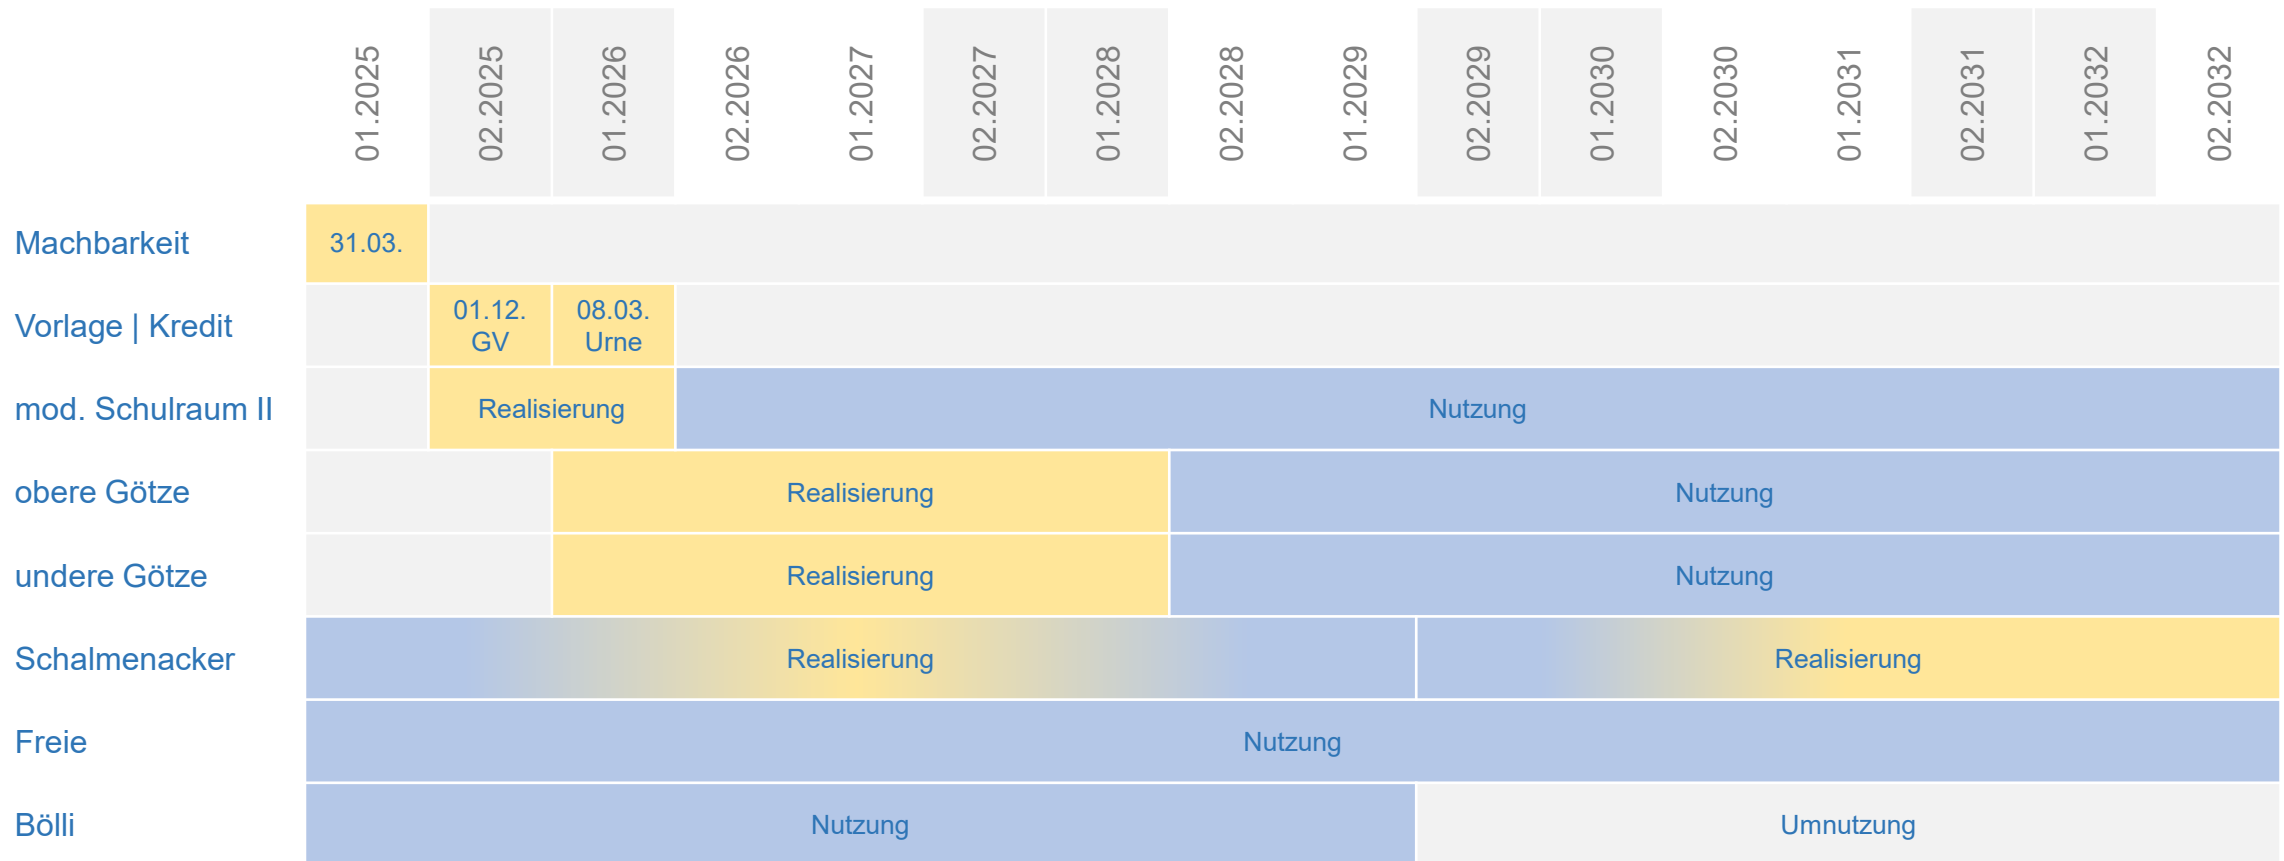 01.2025
02.2025
01.2026
02.2026
01.2027
02.2027
01.2028
02.2028
01.2029
02.2029
01.2030
02.2030
01.2031
02.2031
01.2032
02.2032
Machbarkeit
31.03.
Vorlage | Kredit
01.12.
GV
08.03.
Urne
mod. Schulraum II
Realisierung
Nutzung
obere Götze
Realisierung
Nutzung
undere Götze
Realisierung
Nutzung
Schalmenacker
Realisierung
Realisierung
Freie
Nutzung
Bölli
Nutzung
Umnutzung